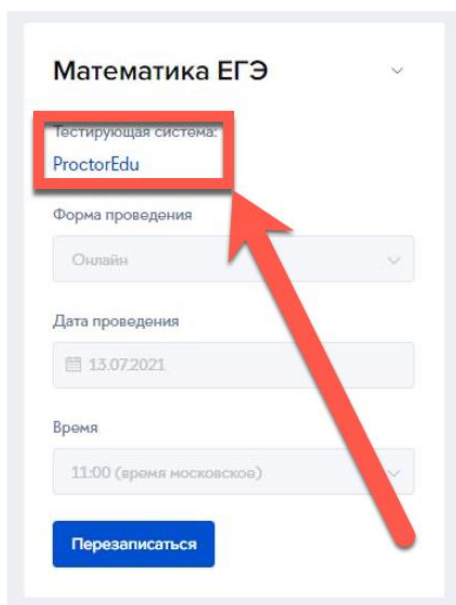 Математика ЕГЭ
Тестирующая система:
ProctorEdu
Форма проведения
Онлайн
Дата проведения
13.07.2021
Время
11:00 (время московское)
Перезаписаться